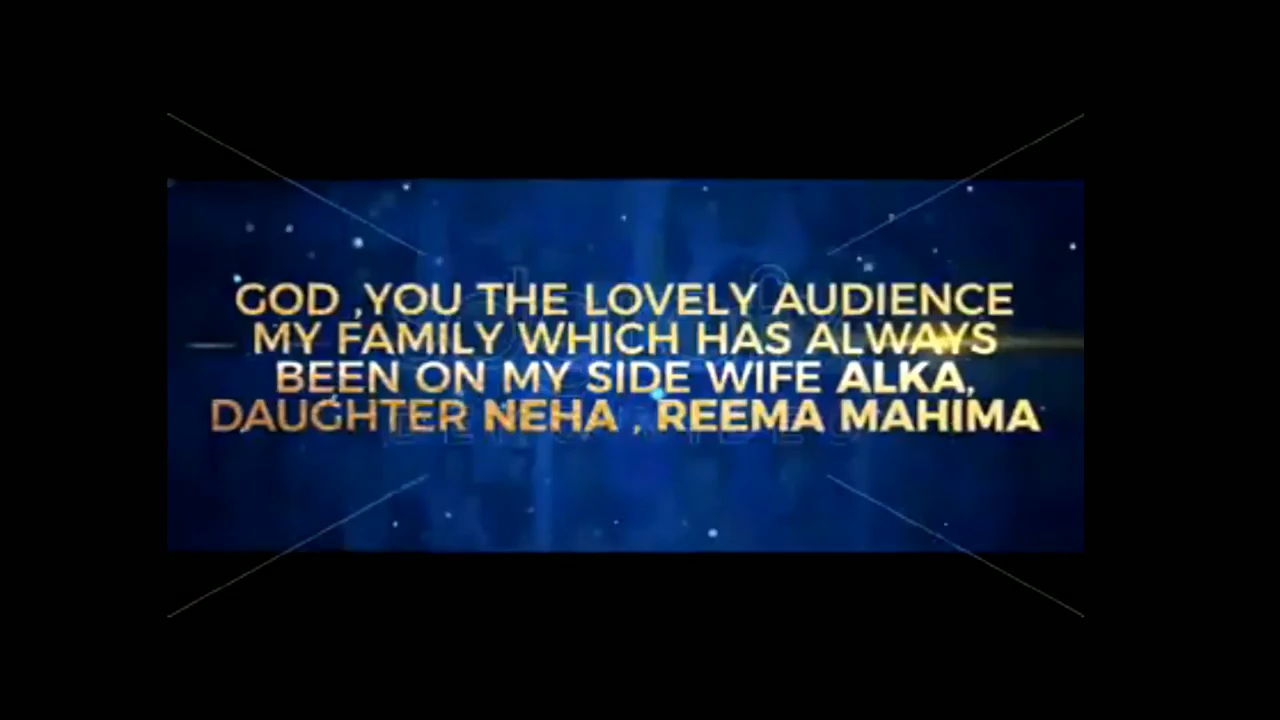 GOD ,YOU THE LOVELY AUDIENCE
MY FAMILY WHICH HAS ALWAYS
BEEN ON MY SIDE WIFE ALKA,
DAUGHTER NEHA , REEMA MAHIMA